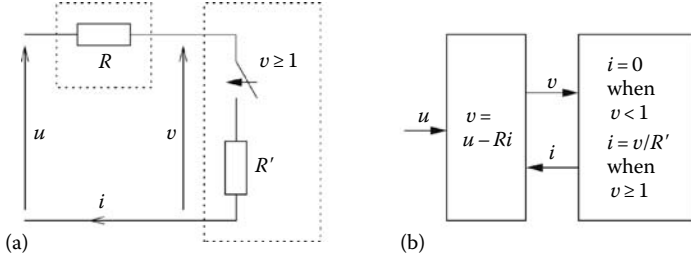 R
v ≥ 1
u
v
R′
i
(a)
u
v =
u – Ri
v
i
i = 0
when
v < 1
i = v/R′
when
v ≥ 1
(b)